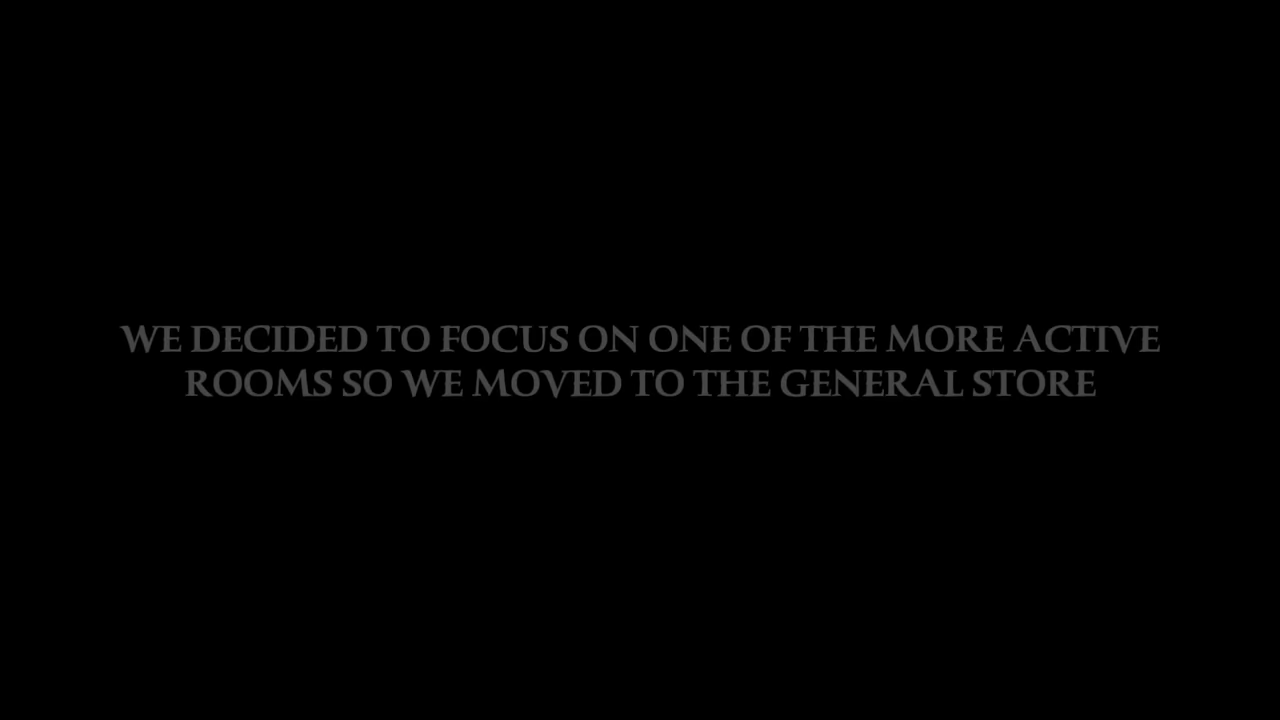 WE DECIDED TO FOCUS ON ONE OF THE MORE ACTIVE
ROOMS SO WE MOVED TO THE GENERAL STORE